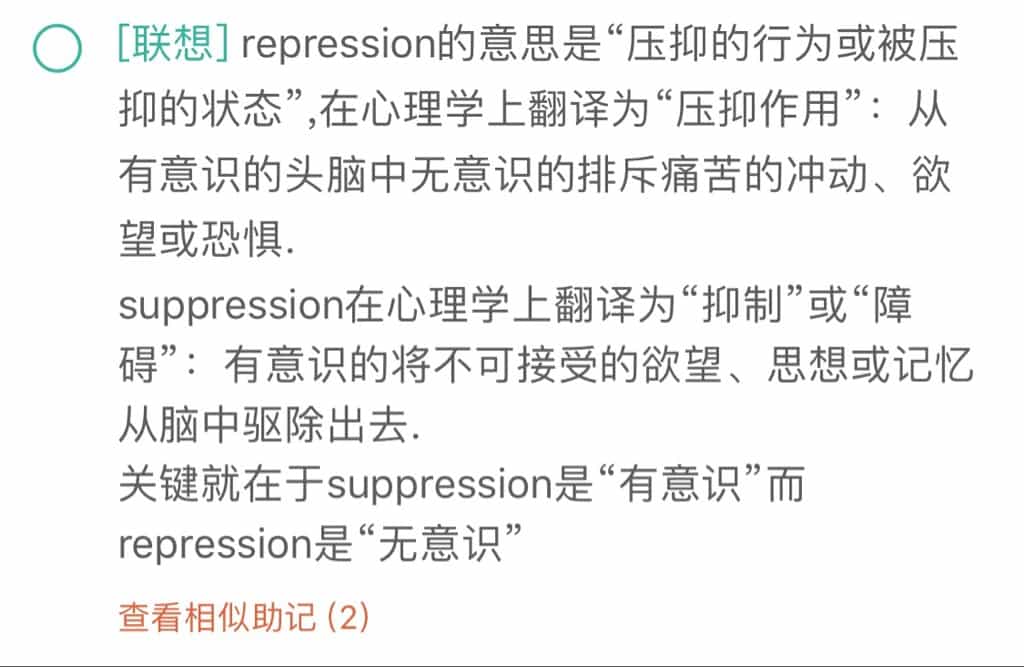 [联想] repression的意思是“压抑的行为或被压
抑的状态”,在心理学上翻译为“压抑作用”：从
有意识的头脑中无意识的排斥痛苦的冲动、欲
望或恐惧.
suppression在心理学上翻译为“抑制”或“障
碍”：有意识的将不可接受的欲望、思想或记忆
从脑中驱除出去.
关键就在于suppression是“有意识”而
repression是“无意识”
查看相似助记 (2)